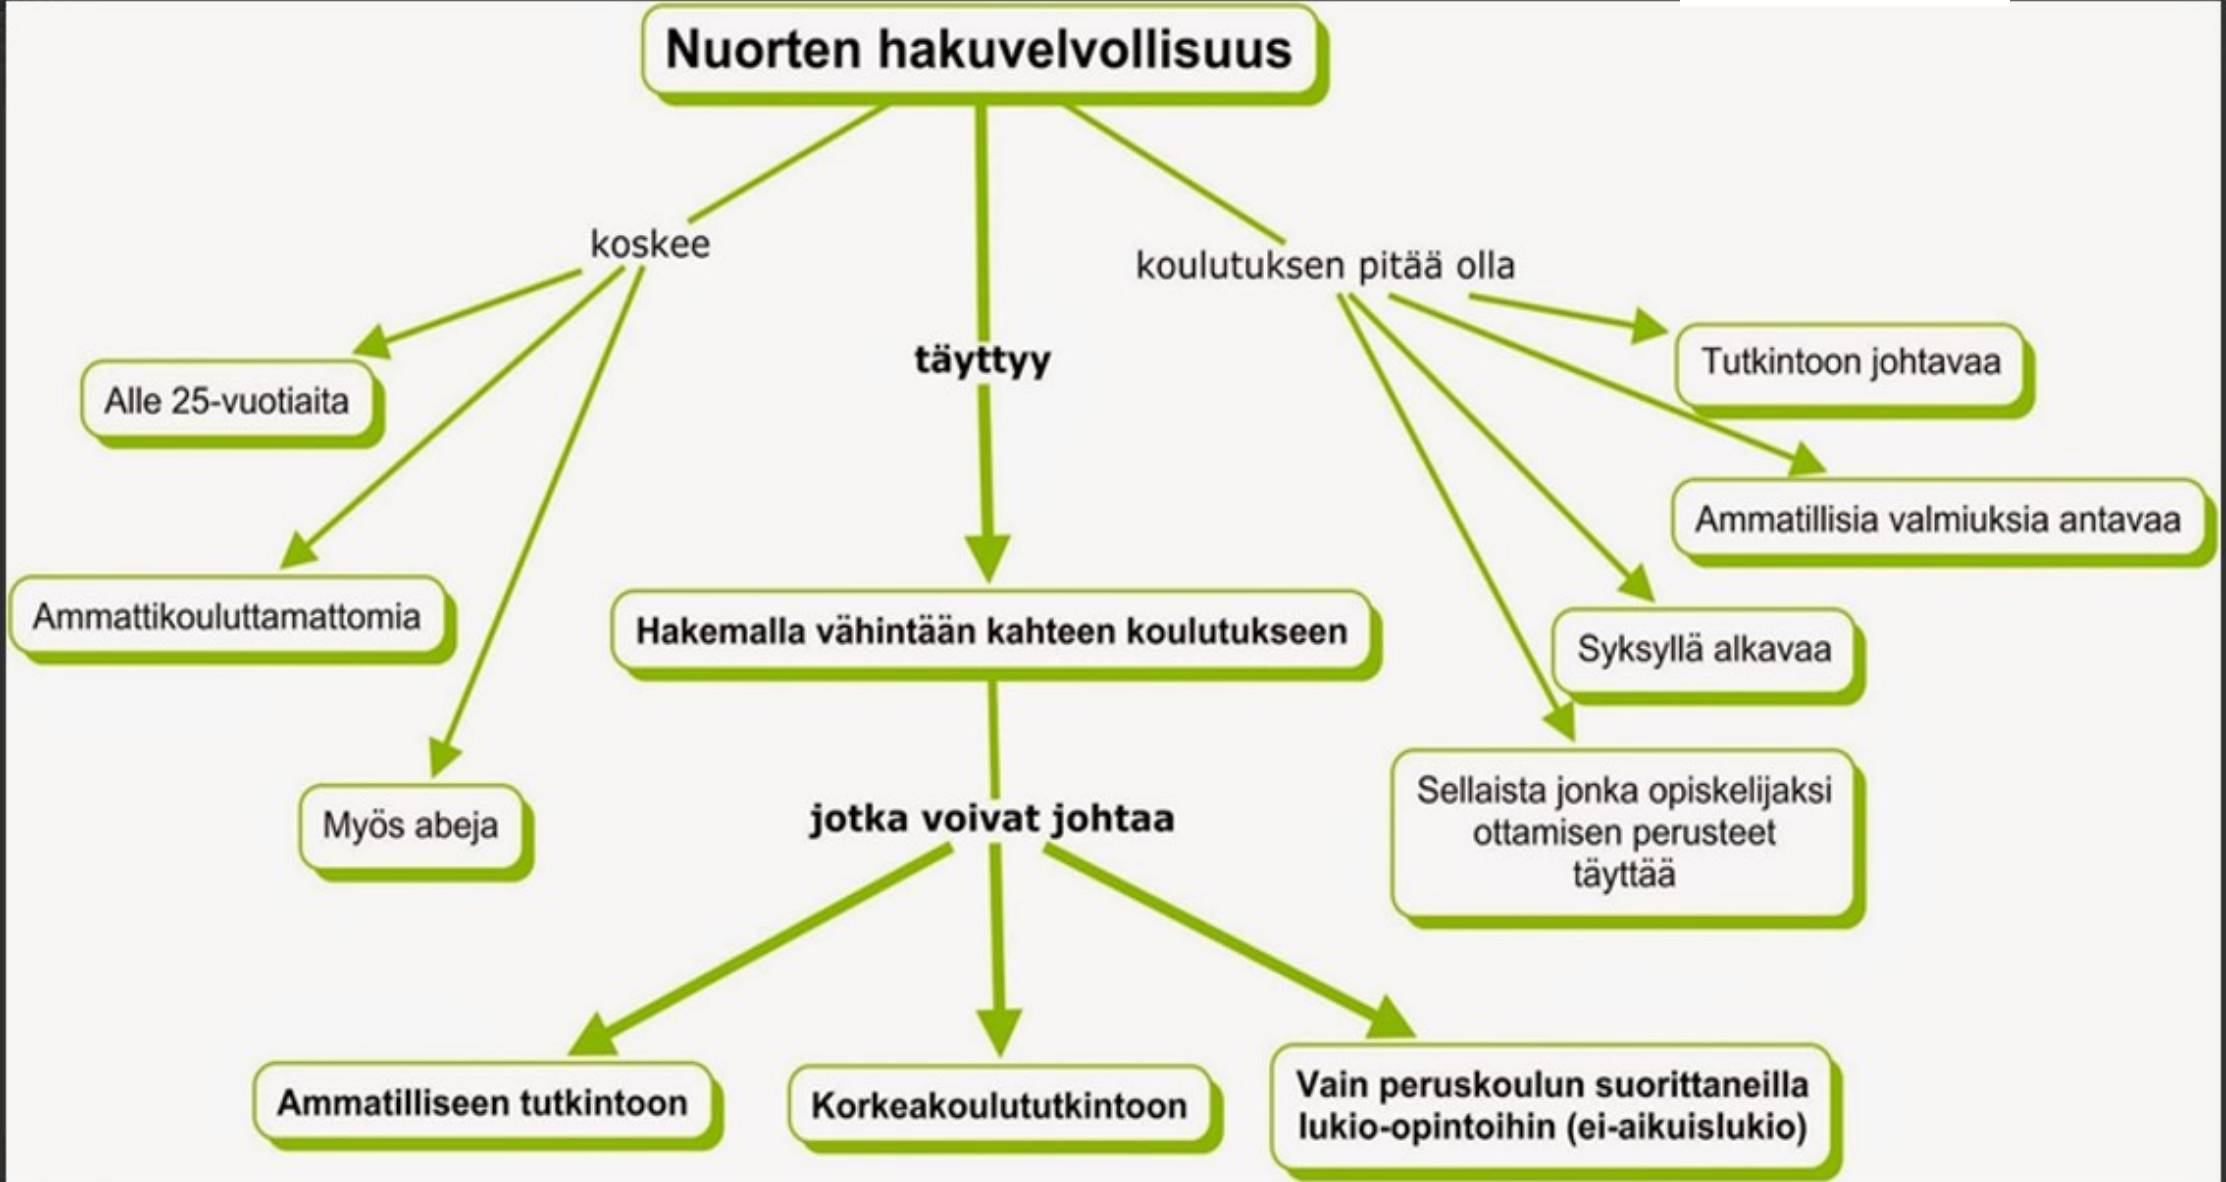 Nuorten hakuvelvollisuus
koskee
koulutuksen pitää olla
täyttyy
Alle 25-vuotiaita
Ammattikouluttamattomia
Myös abeja
Hakemalla vähintään kahteen koulutukseen
jotka voivat johtaa
Ammatilliseen tutkintoon
Korkeakoulututkintoon
Vain peruskoulun suorittaneilla
lukio-opintoihin (ei-aikuislukio)
Tutkintoon johtavaa
Ammatillisia valmiuksia antavaa
Syksyllä alkavaa
Sellaista jonka opiskelijaksi
ottamisen perusteet
täyttää